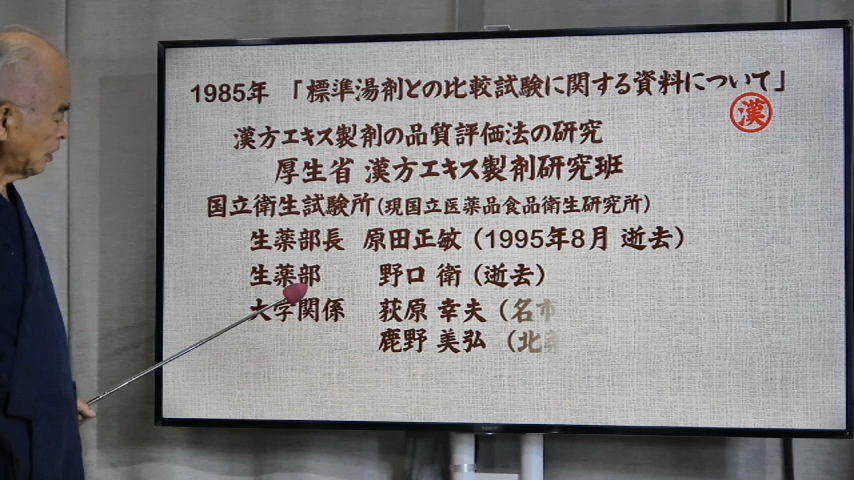 1985年 「標準湯剤との比較試験に関する資料について」
漢
漢方エキス製剤の品質評価法の研究
厚生省 漢方エキス製剤研究班
国立衛生試験所(現国立医薬品食品衛生研究所)
生薬部長 原田正敏 (1995年8月 逝去)
生薬部 野口 衛 (逝去)
大学関係 荻原 幸夫 (名市
鹿野 美弘 (北薬
SONY